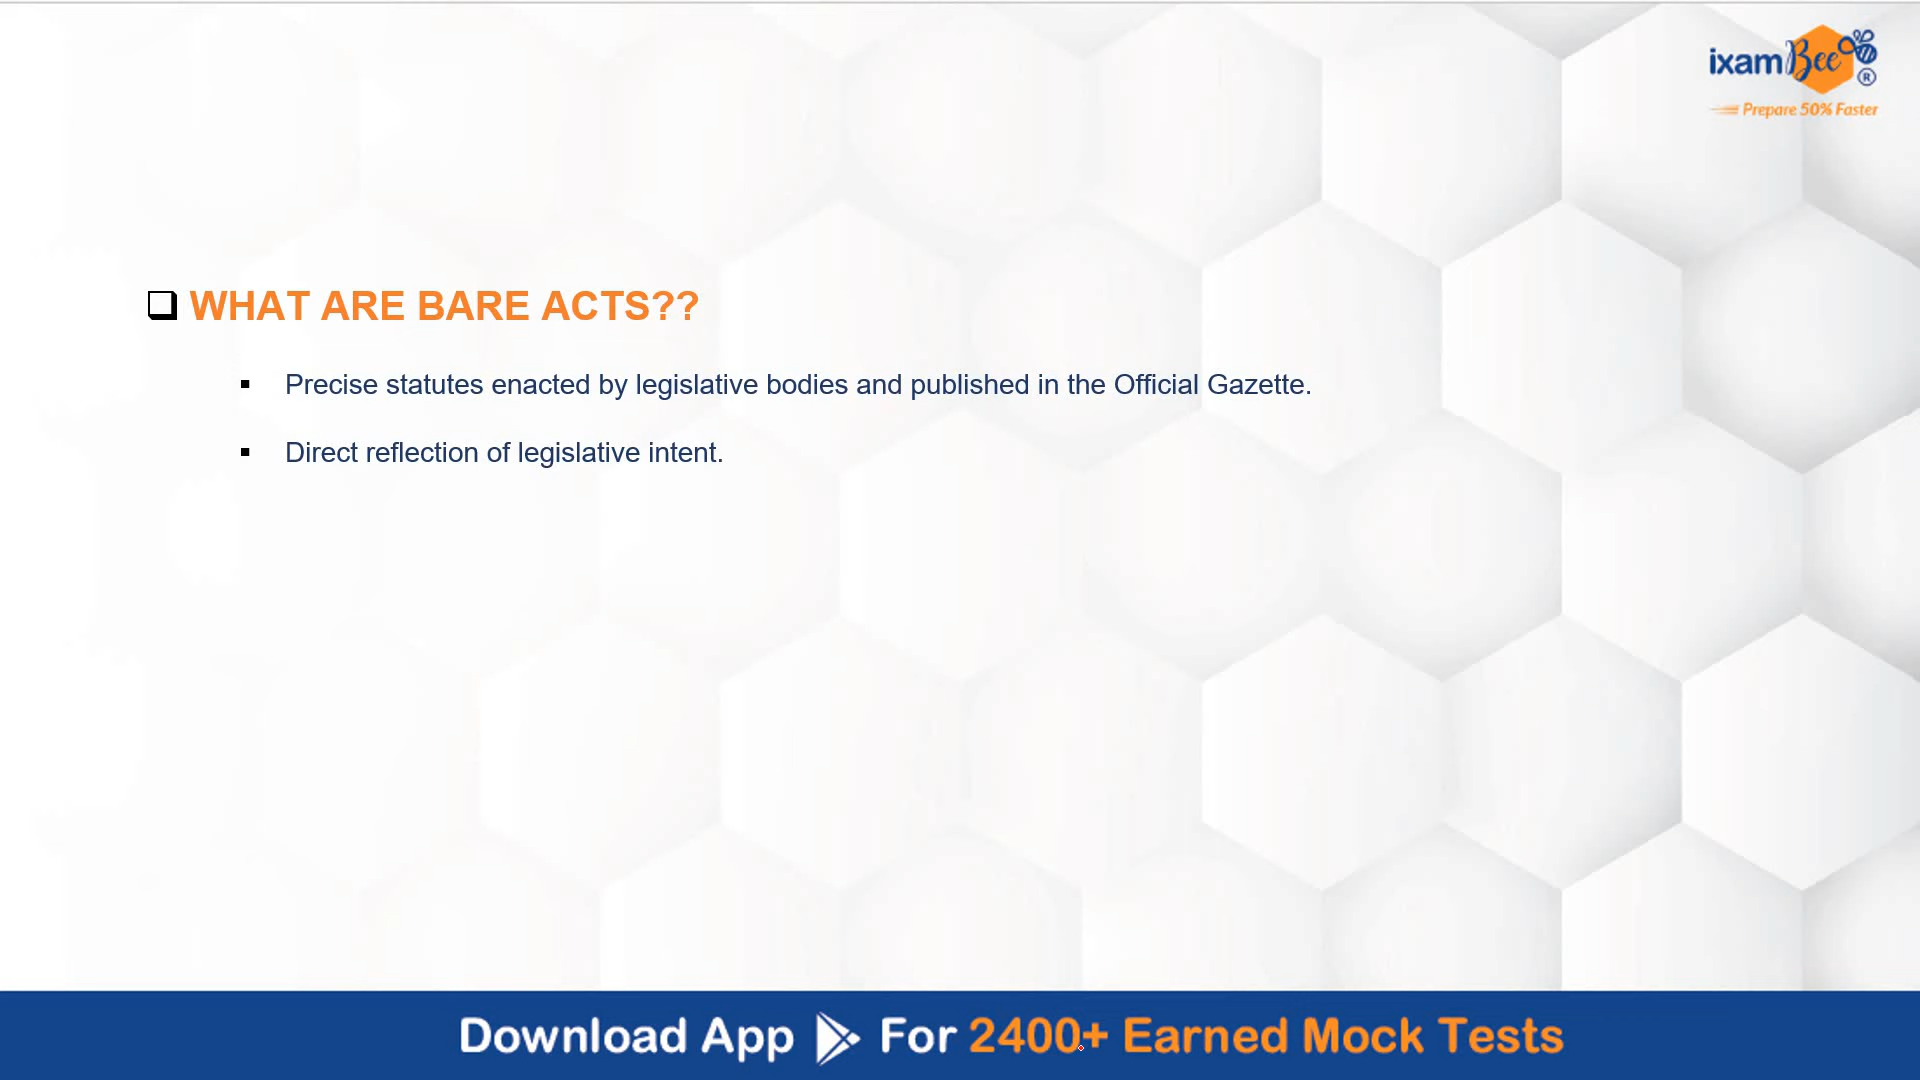 ixamBee®
Prepare 50% Faster
WHAT ARE BARE ACTS??
Precise statutes enacted by legislative bodies and published in the Official Gazette.
Direct reflection of legislative intent.
Download App For 2400+ Earned Mock Tests